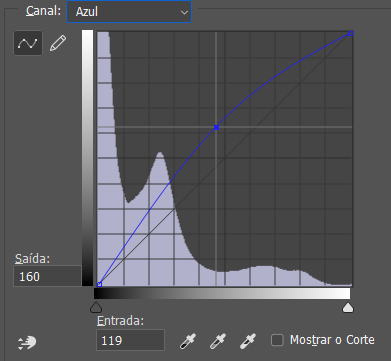 Canal: Azul
Saída:
160
Entrada:
119
Mostrar o Corte